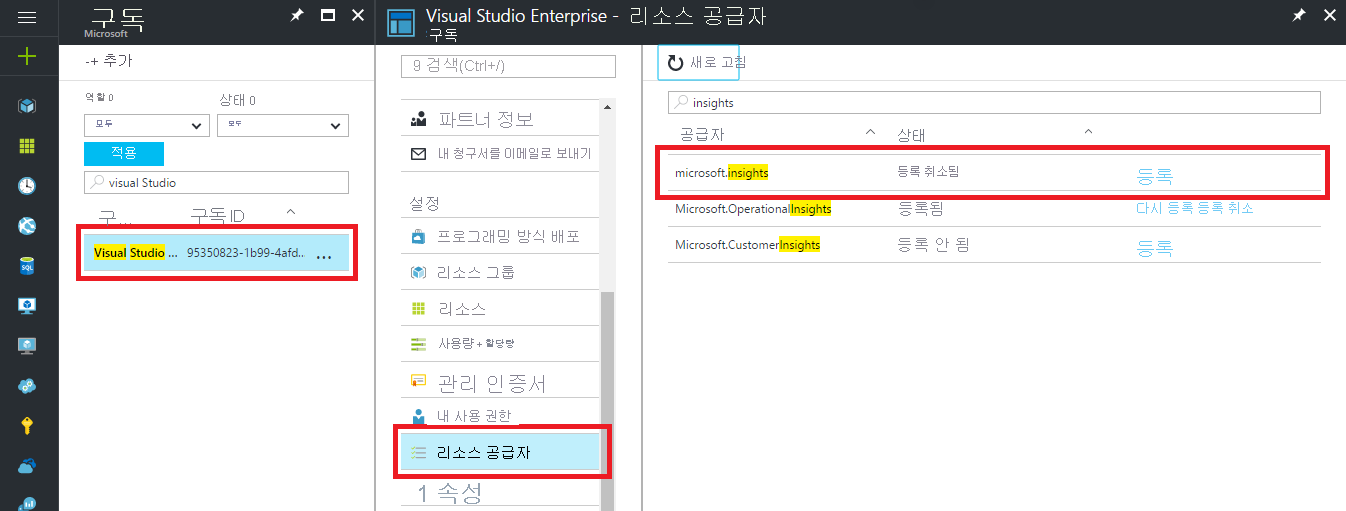 구독
Microsoft
-+ 추가
역할 0
상태 0
모두
모두
적용
visual Studio
구...
구독 ID
Visual Studio ... 95350823-1b99-4afd... ...
SQL
Visual Studio Enterprise - 리소스 공급자
구독
9 검색(Ctrl+/)
파트너 정보
내 청구서를 이메일로 보내기
설정
프로그래밍 방식 배포
리소스 그룹
리소스
사용량 + 할당량
관리 인증서
내 사용 권한
리소스 공급자
1 속성
새로 고침
insights
공급자 상태
microsoft.insights 등록 취소됨 등록
Microsoft.OperationalInsights 등록됨 다시 등록 등록 취소
Microsoft.CustomerInsights 등록 안 됨 등록